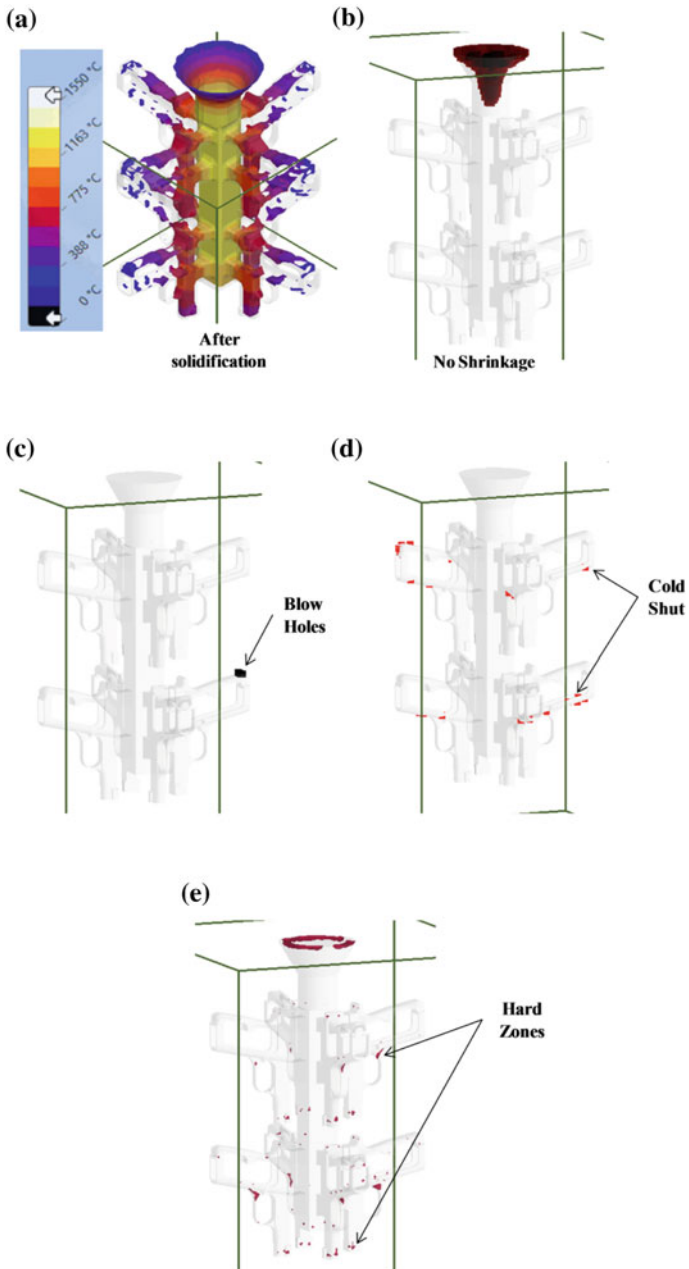 (a)
1550 °C
1163 °C
775 °C
388 °C
0 °C
After
solidification
(b)
No Shrinkage
(c)
Blow
Holes
(d)
Cold
Shut
(e)
Hard
Zones